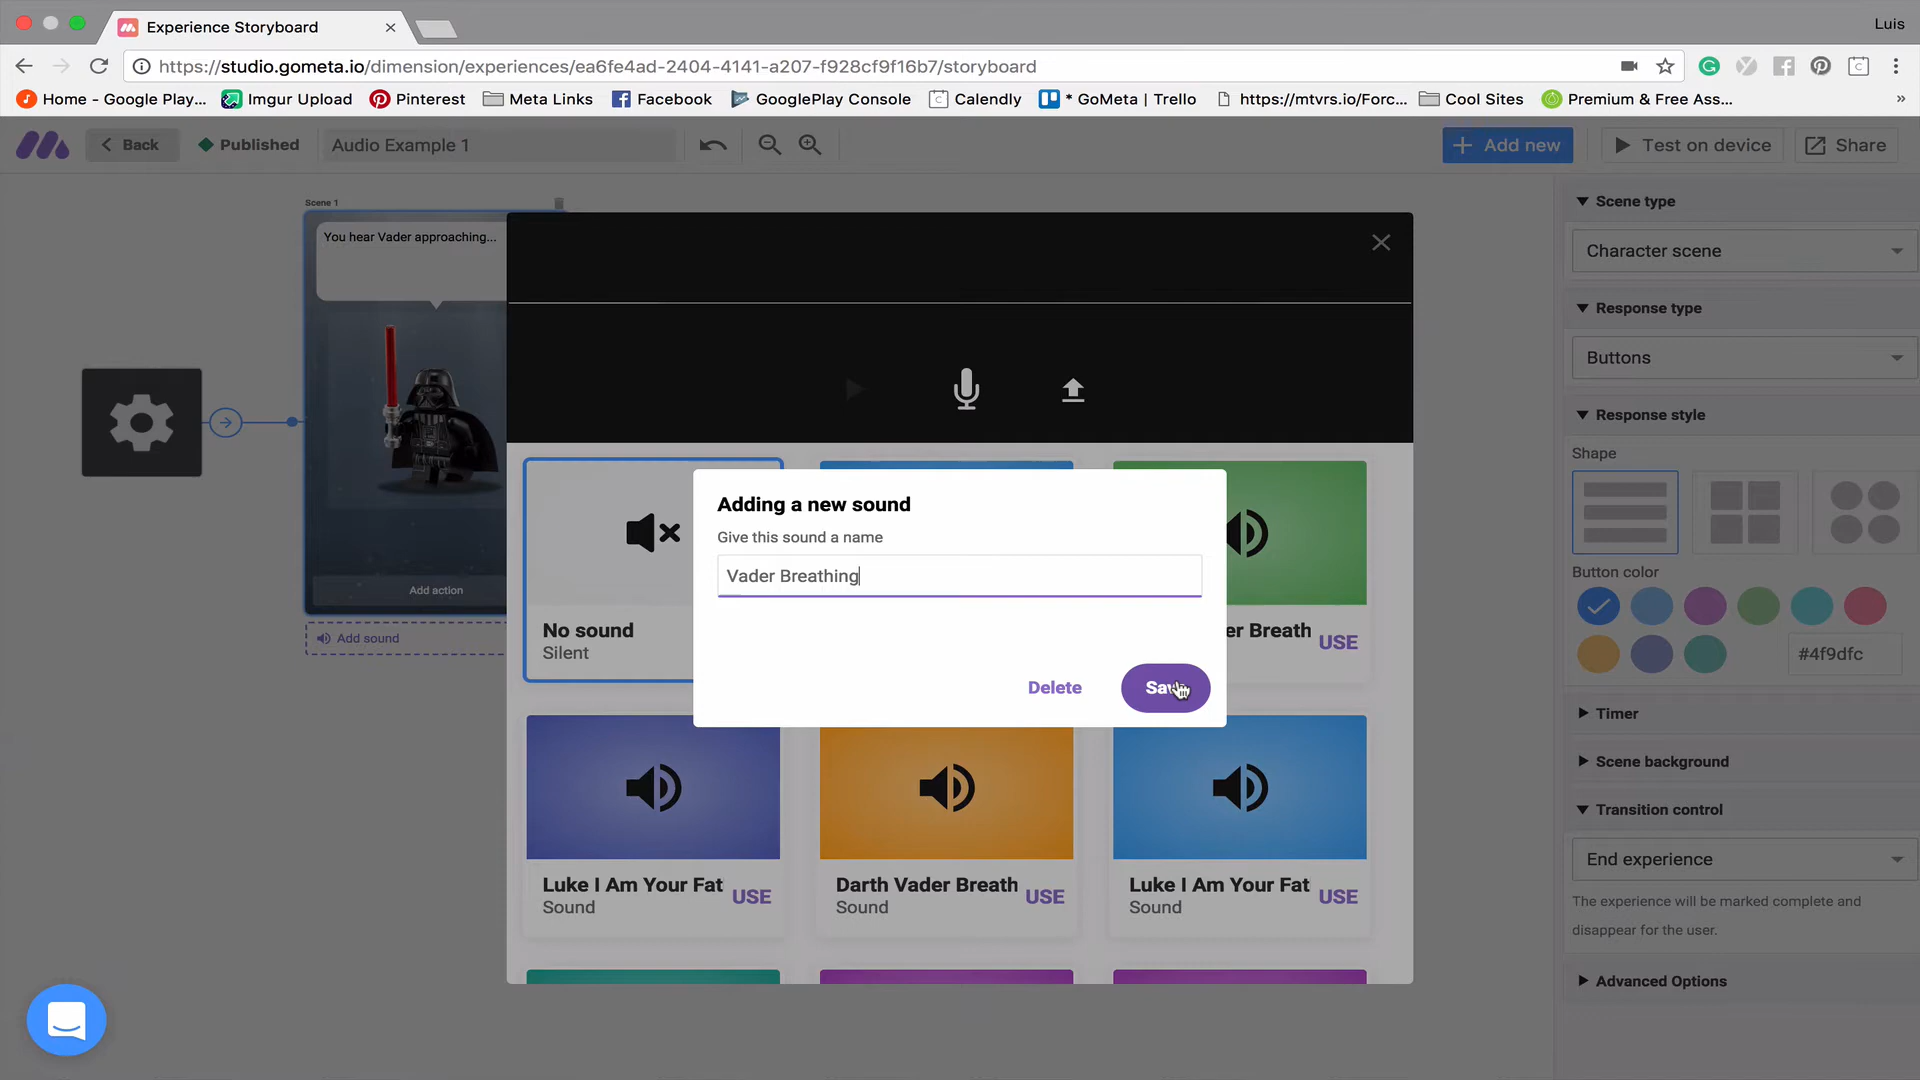 Experience Storyboard
Luis
https://studio.gometa.io/dimension/experiences/ea6fe4ad-2404-4141-a207-f928cf9f16b7/storyboard
Home - Google Play...
Imgur Upload
Pinterest
Meta Links
Facebook
GooglePlay Console
Calendly
* GoMeta | Trello
https://mtvrs.io/Forc...
Cool Sites
Premium & Free Ass...
»
Back
Published
Audio Example 1
Add new
Test on device
Share
Scene 1
You hear Vader approaching...
Add action
Add sound
Adding a new sound
Give this sound a name
Vader Breathing
Delete
No sound
Silent
er Breath
USE
Luke I Am Your Fat
Sound
USE
Darth Vader Breath
Sound
USE
Luke I Am Your Fat
Sound
USE
Scene type
Character scene
Response type
Buttons
Response style
Shape
Button color
#4f9dfc
Timer
Scene background
Transition control
End experience
The experience will be marked complete and
disappear for the user.
Advanced Options